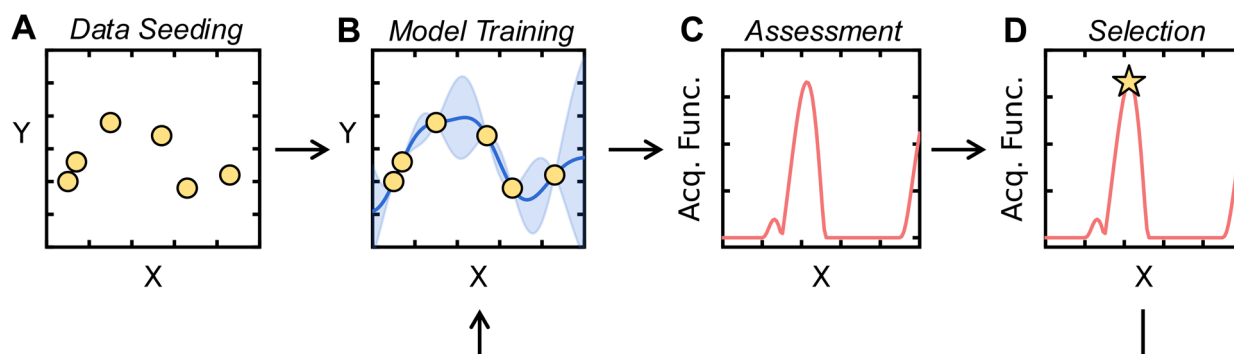 A Data Seeding
Y
X
B Model Training
Y
X
C Assessment
Acq. Func.
X
D Selection
Acq. Func.
X